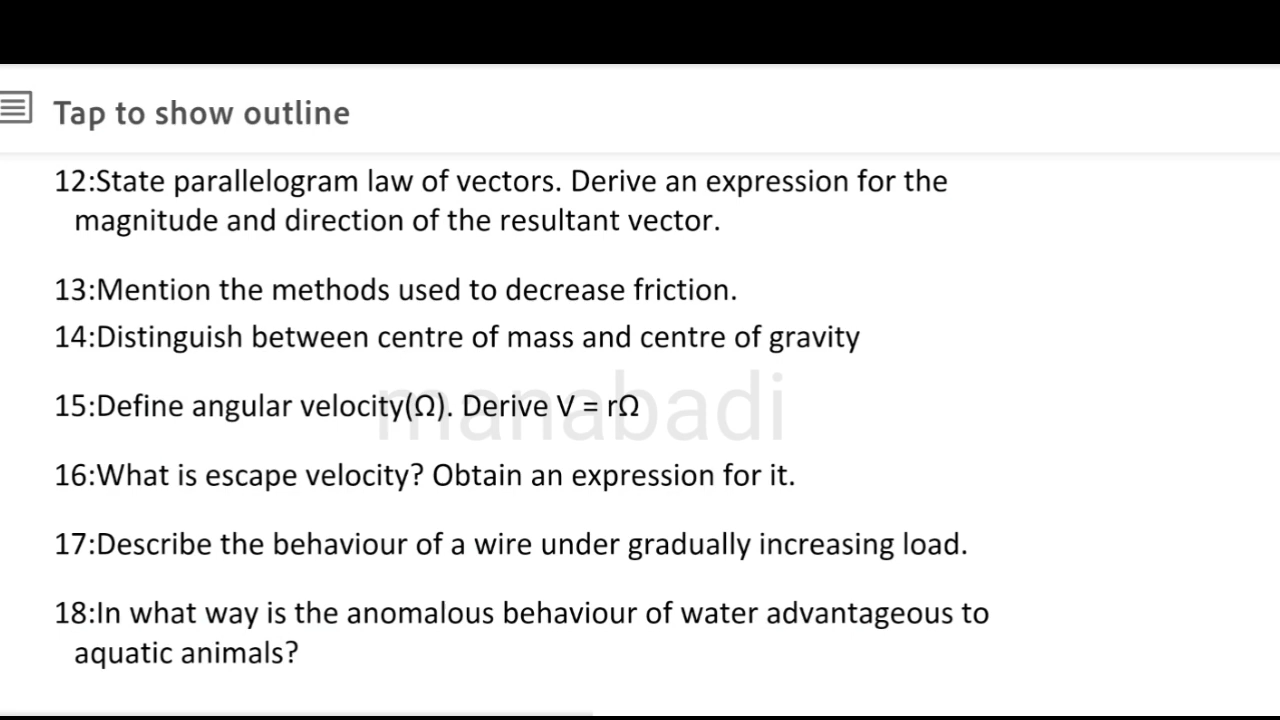 Tap to show outline
12:State parallelogram law of vectors. Derive an expression for the
magnitude and direction of the resultant vector.
13:Mention the methods used to decrease friction.
14:Distinguish between centre of mass and centre of gravity
manabadi
15:Define angular velocity(Ω). Derive V = rΩ
16:What is escape velocity? Obtain an expression for it.
17:Describe the behaviour of a wire under gradually increasing load.
18:In what way is the anomalous behaviour of water advantageous to
aquatic animals?